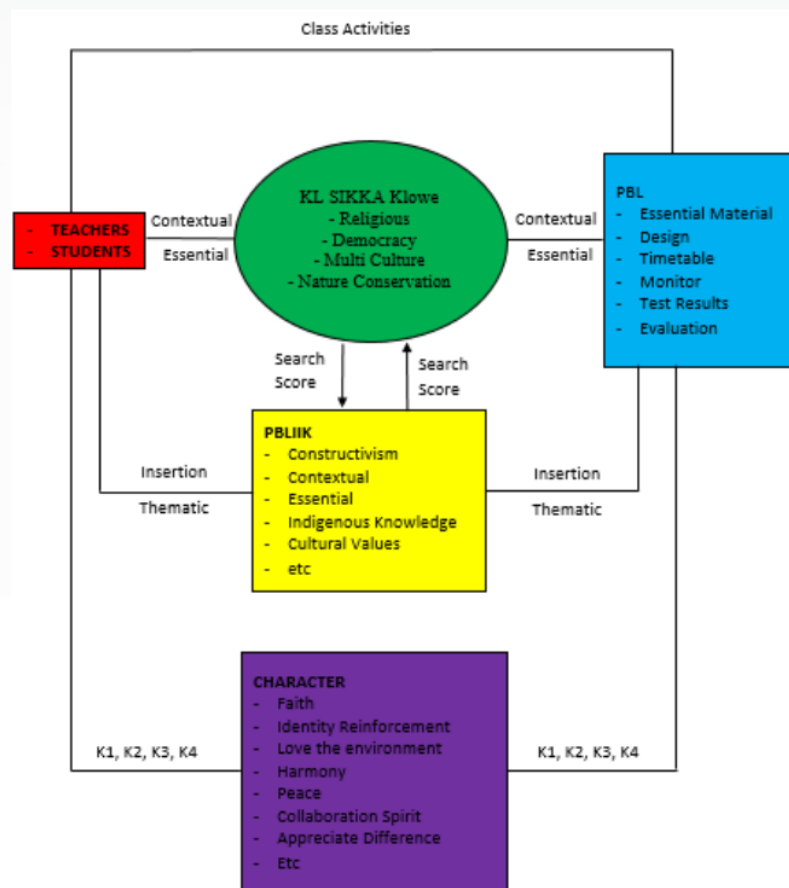 Class Activities
KL SIKKA Klowe
- Religious
- Democracy
- Multi Culture
- Nature Conservation
- TEACHERS
- STUDENTS
Contextual
Essential
Contextual
Essential
PBL
- Essential Material
- Design
- Timetable
- Monitor
- Test Results
- Evaluation
Search
Score
Search
Score
PBLIIK
- Constructivism
- Contextual
- Essential
- Indigenous Knowledge
- Cultural Values
- etc
Insertion
Thematic
Insertion
Thematic
CHARACTER
- Faith
- Identity Reinforcement
- Love the environment
- Harmony
- Peace
- Collaboration Spirit
- Appreciate Difference
- Etc
K1, K2, K3, K4
K1, K2, K3, K4